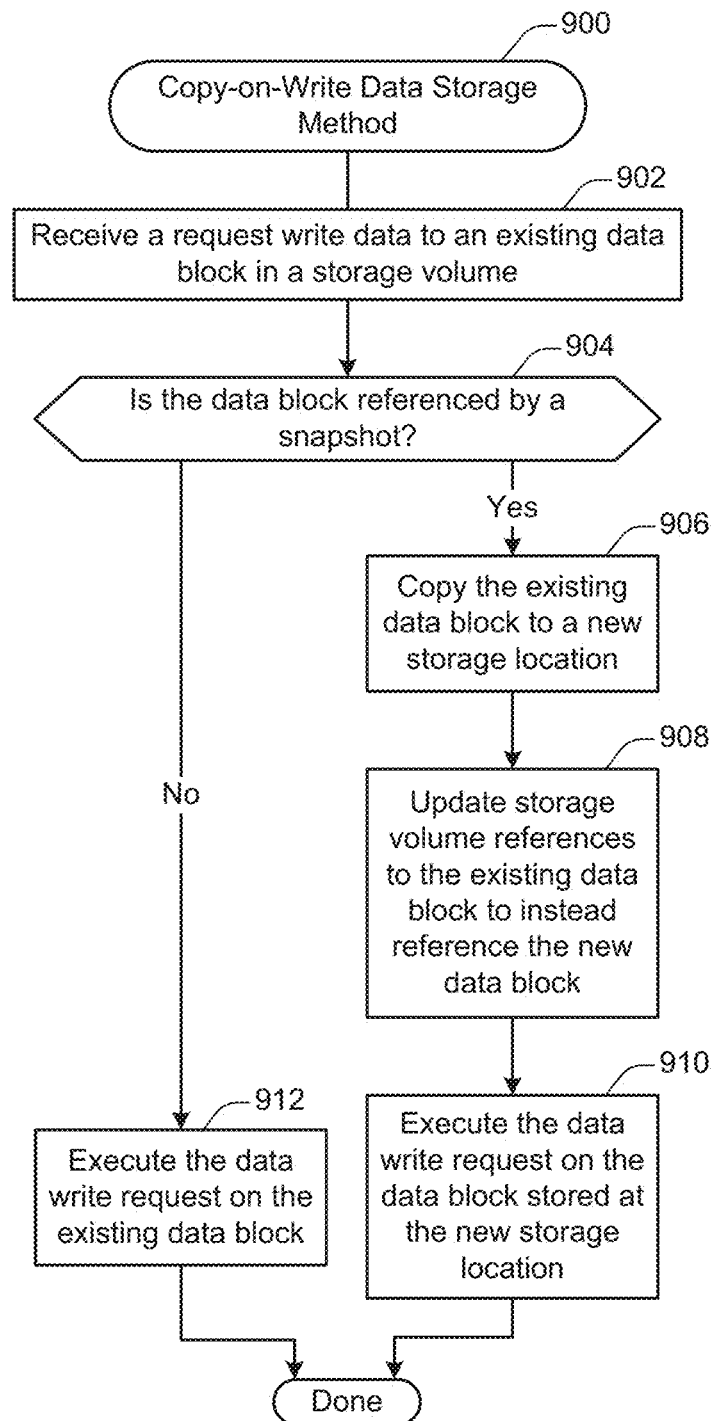 900
Copy-on-Write Data Storage
Method
902
Receive a request write data to an existing data
block in a storage volume
904
Is the data block referenced by a
snapshot?
Yes
906
Copy the existing
data block to a new
storage location
908
No
Update storage
volume references
to the existing data
block to instead
reference the new
data block
910
912
Execute the data
write request on the
existing data block
Execute the data
write request on the
data block stored at
the new storage
location
Done